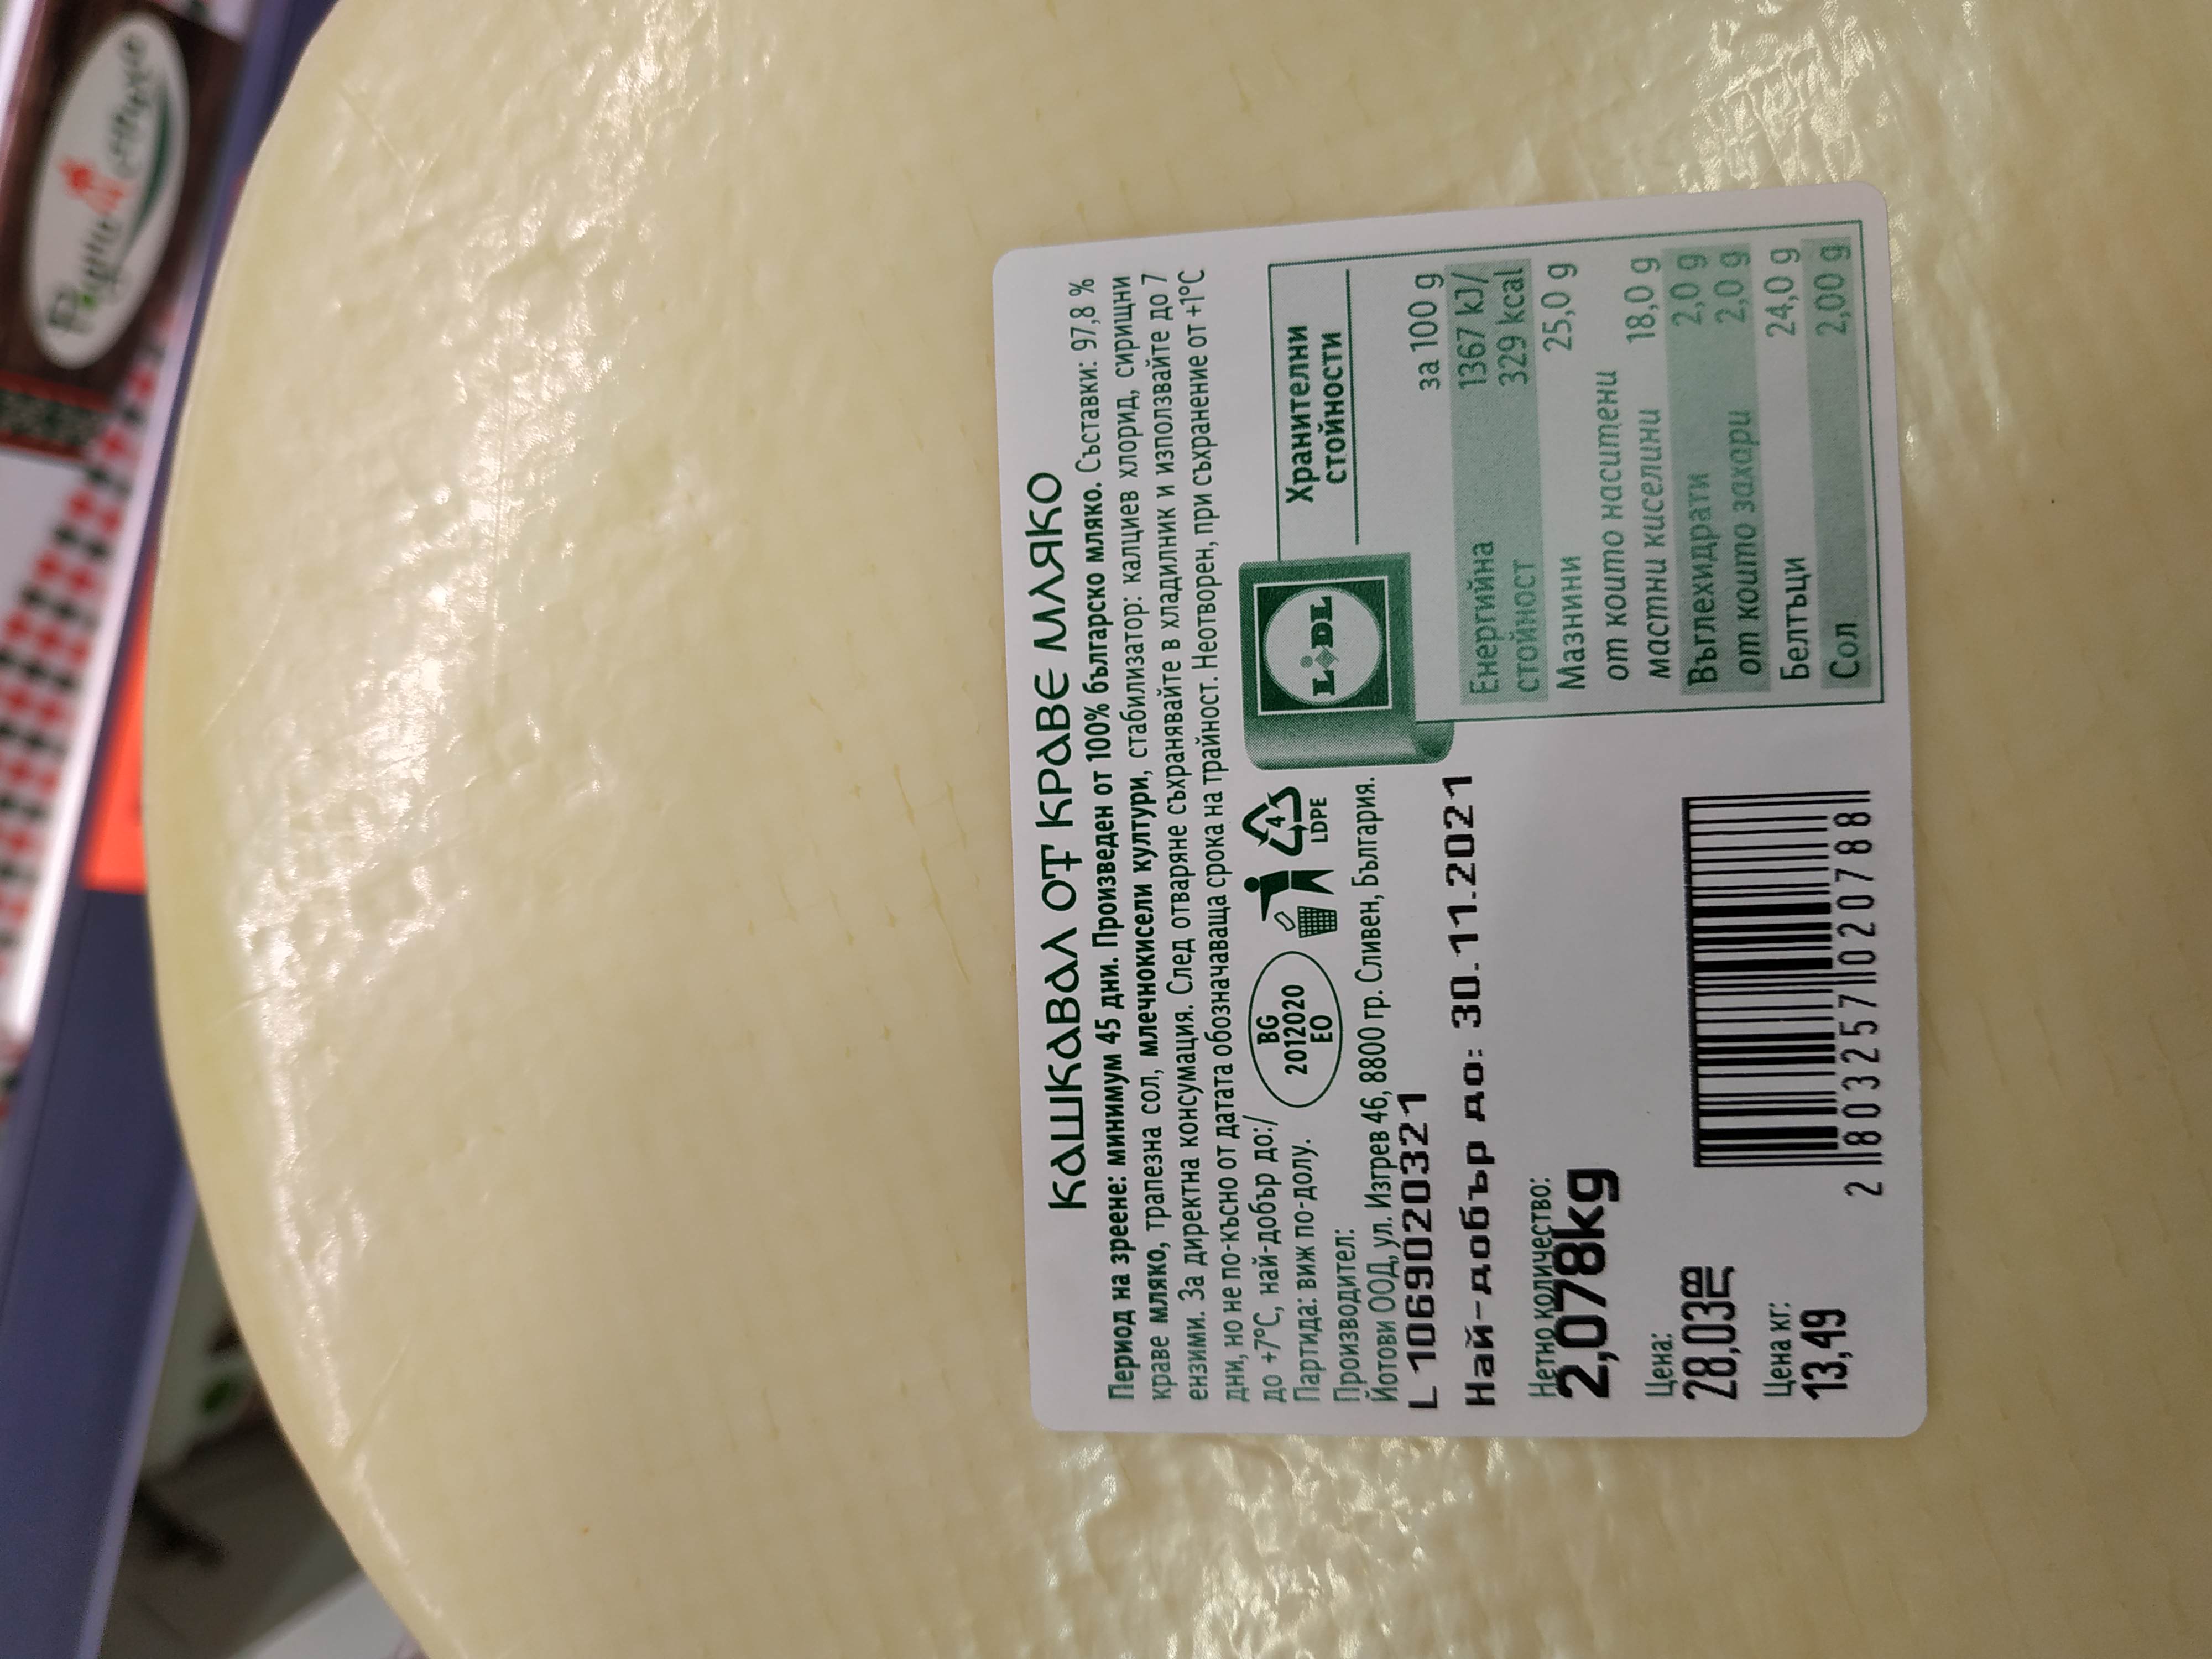 Родна стряха
КАШКАВАЛ ОТ КРАВЕ МЛЯКО
Период на зреене: минимум 45 дни. Произведен от 100% българско мляко. Съставки: 97,8 %
краве мляко, трапезна сол, млечнокисели култури, стабилизатор: калциев хлорид, сирищни
ензими. За директна консумация. След отваряне съхранявайте в хладилник и използвайте до 7
дни, но не по-късно от датата обозначаваща срока на трайност. Неотворен, при съхранение от +1°C
до +7°C, най-добър до:/
Партида: виж по-долу.
BG
2012020
EO
4
LDPE
Производител:
Йотови ООД, ул. Изгрев 46, 8800 гр. Сливен, България.
L 1069020321
Най-добър до: 30.11.2021
Нетно количество:
2,078kg
Цена:
28,03лв
Цена кг:
13,49
2 803257 020788
LIDL
Хранителни
стойности
за 100 g
Енергийна 1367 kJ/
стойност 329 kcal
Мазнини 25,0 g
от които наситени
мастни киселини 18,0 g
Въглехидрати 2,0 g
от които захари 2,0 g
Белтъци 24,0 g
Сол 2,00 g